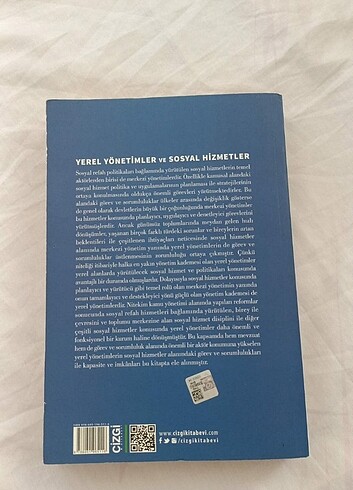 YEREL YÖNETİMLER ve SOSYAL HİZMETLER
Sosyal refah politikaları bağlamında yürütülen sosyal hizmetlerin temel
aktörlerden birisi de merkezi yönetimlerdir. Özellikle kamusal alandaki
sosyal hizmet politika ve uygulamalarının planlaması ile stratejilerinin
ortaya konulmasında oldukça önemli görevleri yürütmektedirler. Bu
alandaki görev ve sorumluluklar ülkeler arasında değişiklik gösterse
de genel olarak devletlerin büyük bir çoğunluğunda merkezi yönetimler
bu hizmetler konusunda planlayıcı, uygulayıcı ve denetleyici görevlerini
yürütmüşlerdir. Ancak günümüz toplumlarında meydana gelen hızlı
dönüşümler, yaşanan birçok farklı türdeki sorunlar ve bireylerin artan
beklentileri ile çeşitlenen ihtiyaçları neticesinde sosyal hizmetler
alanında merkezi yönetim yanında yerel yönetimlerin de görev ve
sorumluluklar üstlenmesinin zorunluluğu ortaya çıkmıştır. Çünkü
niteliği itibariyle halka en yakın yönetim kademesi olan yerel yönetimler
yerel alanlarda yürütülecek sosyal hizmet ve politikaları konusunda
avantajlı bir durumda olmuşlardır. Dolayısıyla sosyal hizmetler konusunda
planlayıcı ve yürütücü gibi temel rolü olan merkezi yönetimin yanında
onun tamamlayıcı ve destekleyici yönü güçlü olan yönetim kademesi de
yerel yönetimlerdir. Nitekim kamu yönetimi alanında yapılan reformlar
sonucunda sosyal refah hizmetleri bağlamında yürütülen, birey ile
çevresini ve toplumu merkezine alan sosyal hizmet disiplini ile diğer
çeşitli sosyal hizmetler konusunda yerel yönetimler daha önemli ve
fonksiyonel bir kurum haline dönüşmüştür. Bu kapsamda hem mevzuat
hem de görev ve sorumluluk alanında önemli bir aktör konumuna yükselen
yerel yönetimlerin sosyal hizmetler alanındaki görev ve sorumlulukları
ile kapasite ve imkânları bu kitapta ele alınmıştır.
ÇİZGİ
www.cizgikitabevi.com
/cizgikitabevi